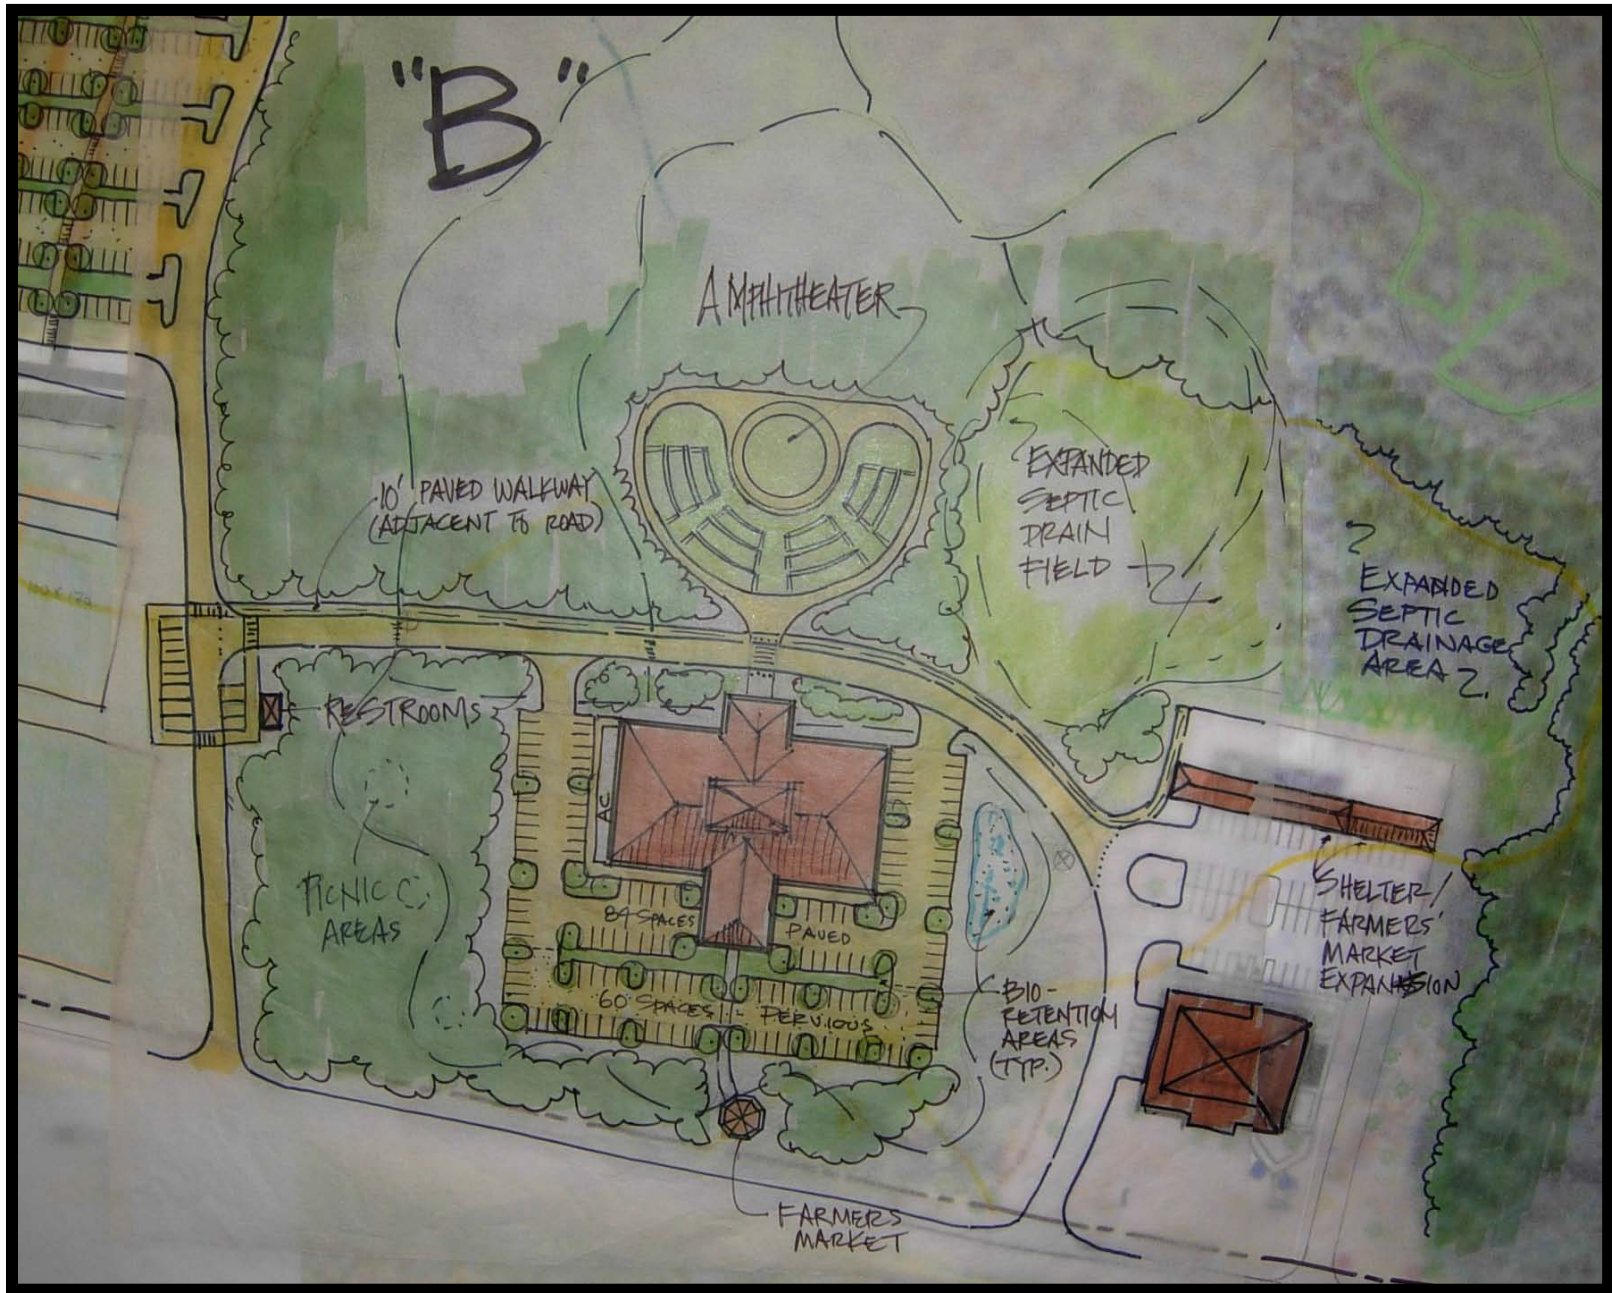 "B"
AMPHITHEATER
10' PAVED WALKWAY
(ADJACENT TO ROAD)
EXPANDED
SEPTIC
DRAIN
FIELD
?
EXPANDED
SEPTIC
DRAINAGE
AREA ?
RESTROOMS
A.C.
PICNIC
AREAS
84 SPACES
PAVED
60 SPACES - PERVIOUS
BIO-
RETENTION
AREAS
(TYP.)
SHELTER/
FARMERS'
MARKET
EXPANSION
FARMERS
MARKET